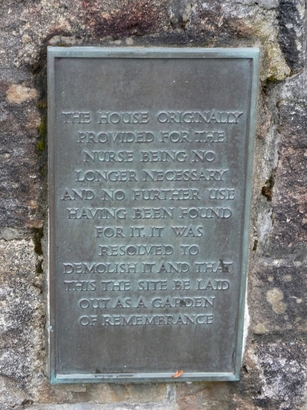 THE HOUSE ORIGINALLY
PROVIDED FOR THE
NURSE BEING NO
LONGER NECESSARY
AND NO FURTHER USE
HAVING BEEN FOUND
FOR IT. IT WAS
RESOLVED TO
DEMOLISH IT AND THAT
THIS THE SITE BE LAID
OUT AS A GARDEN
OF REMEMBRANCE